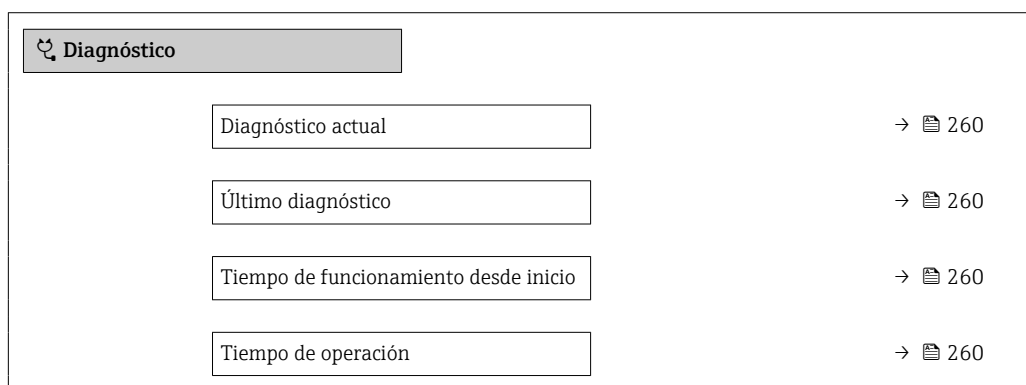 Diagnóstico
Diagnóstico actual → 260
Último diagnóstico → 260
Tiempo de funcionamiento desde inicio → 260
Tiempo de operación → 260